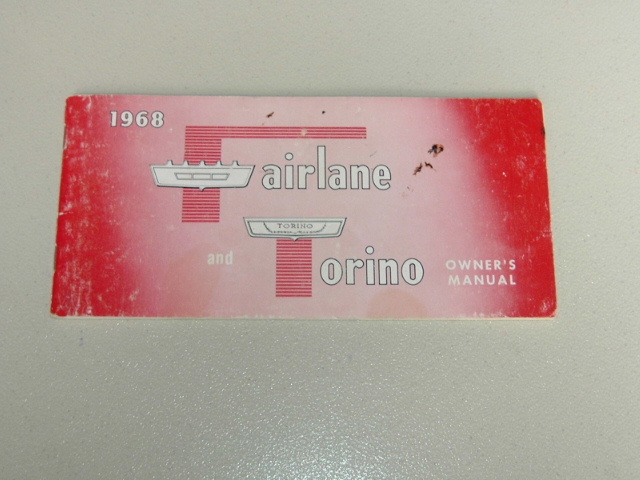 1968
Fairlane
TORINO
and Torino
OWNER'S
MANUAL